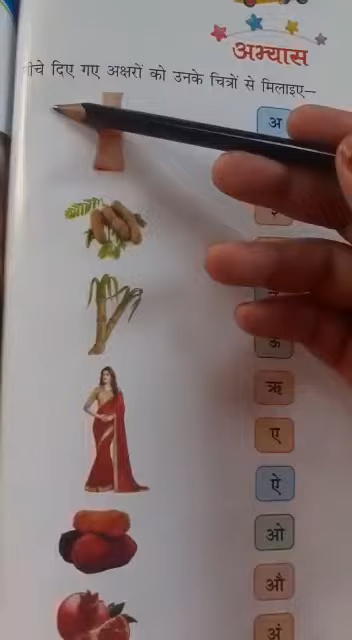 अभ्यास
नीचे दिए गए अक्षरों को उनके चित्रों से मिलाइए—
अ
ऊ
ऋ
ए
ऐ
ओ
औ
अं